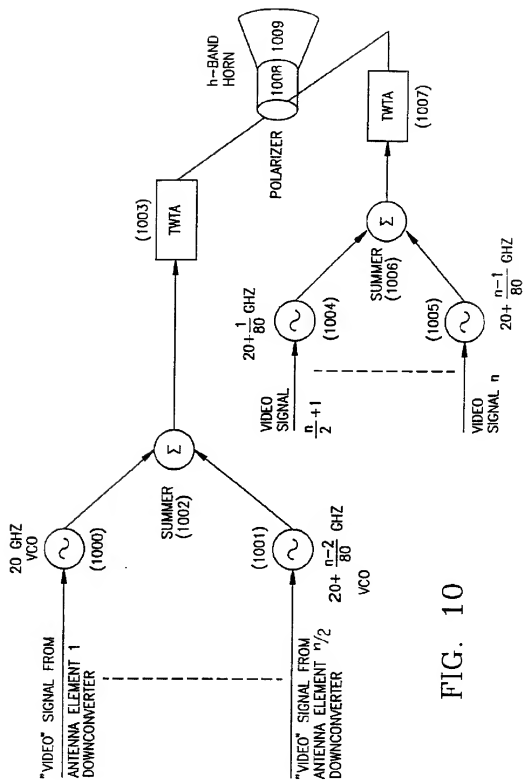 h-BAND
HORN
1008
1009
POLARIZER
(1003)
TWTA
TWTA
(1007)
20 GHZ
VCO
(1000)
Σ
SUMMER
(1002)
(1001)
20+ n-2/80 GHZ
VCO
"VIDEO" SIGNAL FROM
ANTENNA ELEMENT 1
DOWNCONVERTER
"VIDEO" SIGNAL FROM
ANTENNA ELEMENT n/2
DOWNCONVERTER
20+ 1/80 GHZ
(1004)
VIDEO
SIGNAL
n/2 +1
Σ
SUMMER
(1006)
(1005)
20+ n-1/80 GHZ
VIDEO
SIGNAL n
FIG. 10